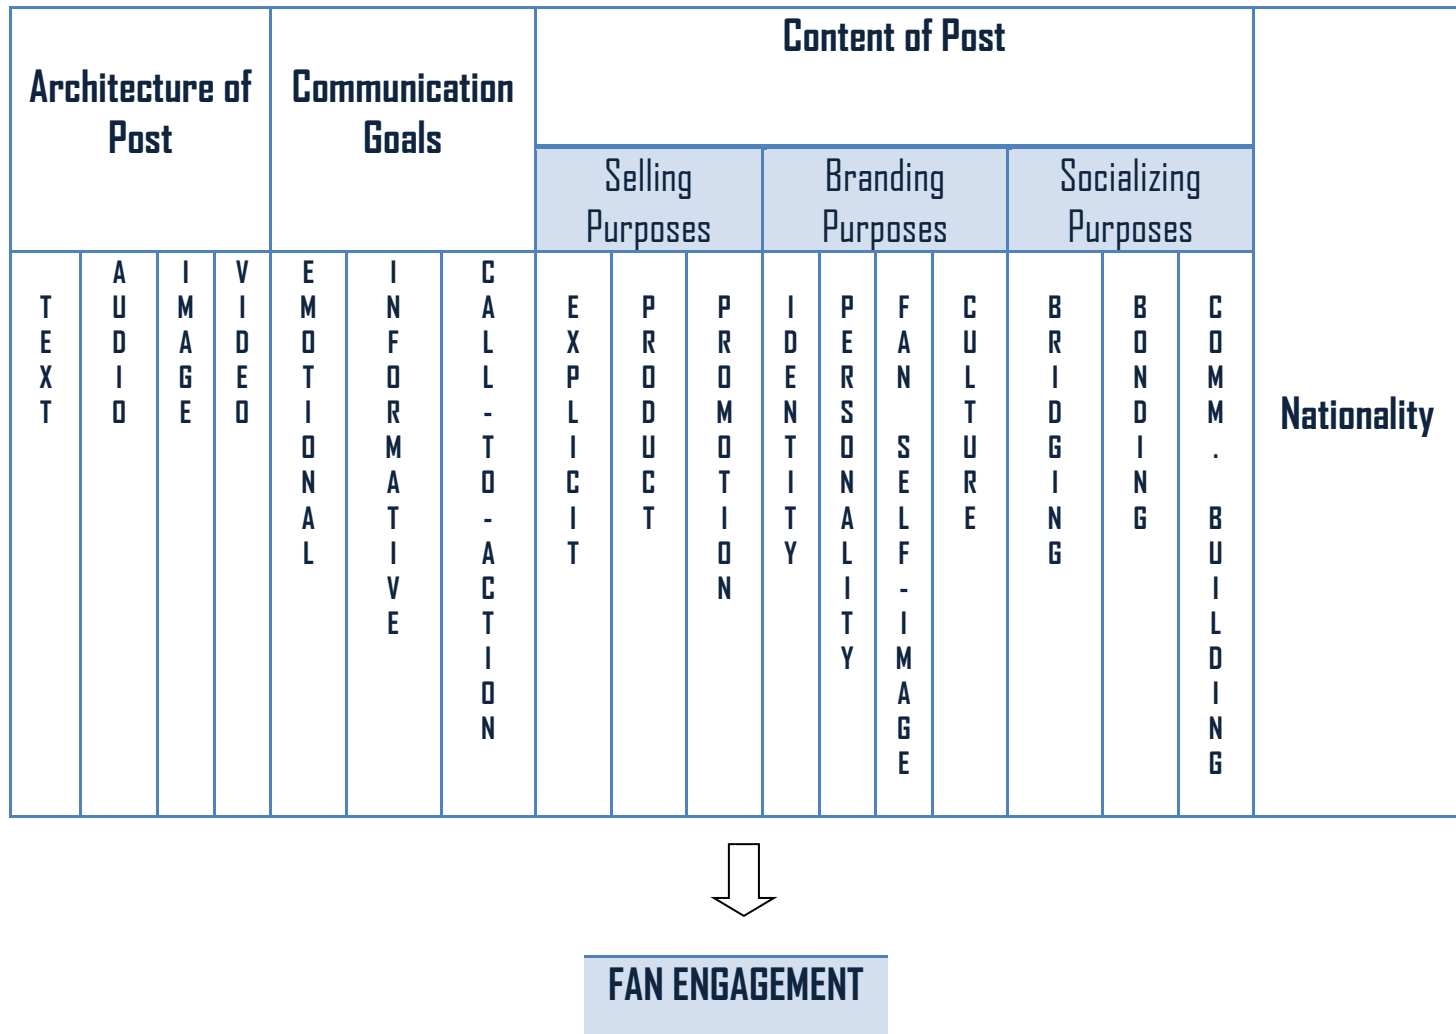 Architecture of
Post
Communication
Goals
Content of Post
Selling
Purposes
Branding
Purposes
Socializing
Purposes
TEXT
AUDIO
IMAGE
VIDEO
EMOTIONAL
INFORMATIVE
CALL-TO-ACTION
EXPLICIT
PRODUCT
PROMOTION
IDENTITY
PERSONALITY
FAN SELF-IMAGE
CULTURE
BRIDGING
BONDING
COMM. BUILDING
Nationality
FAN ENGAGEMENT